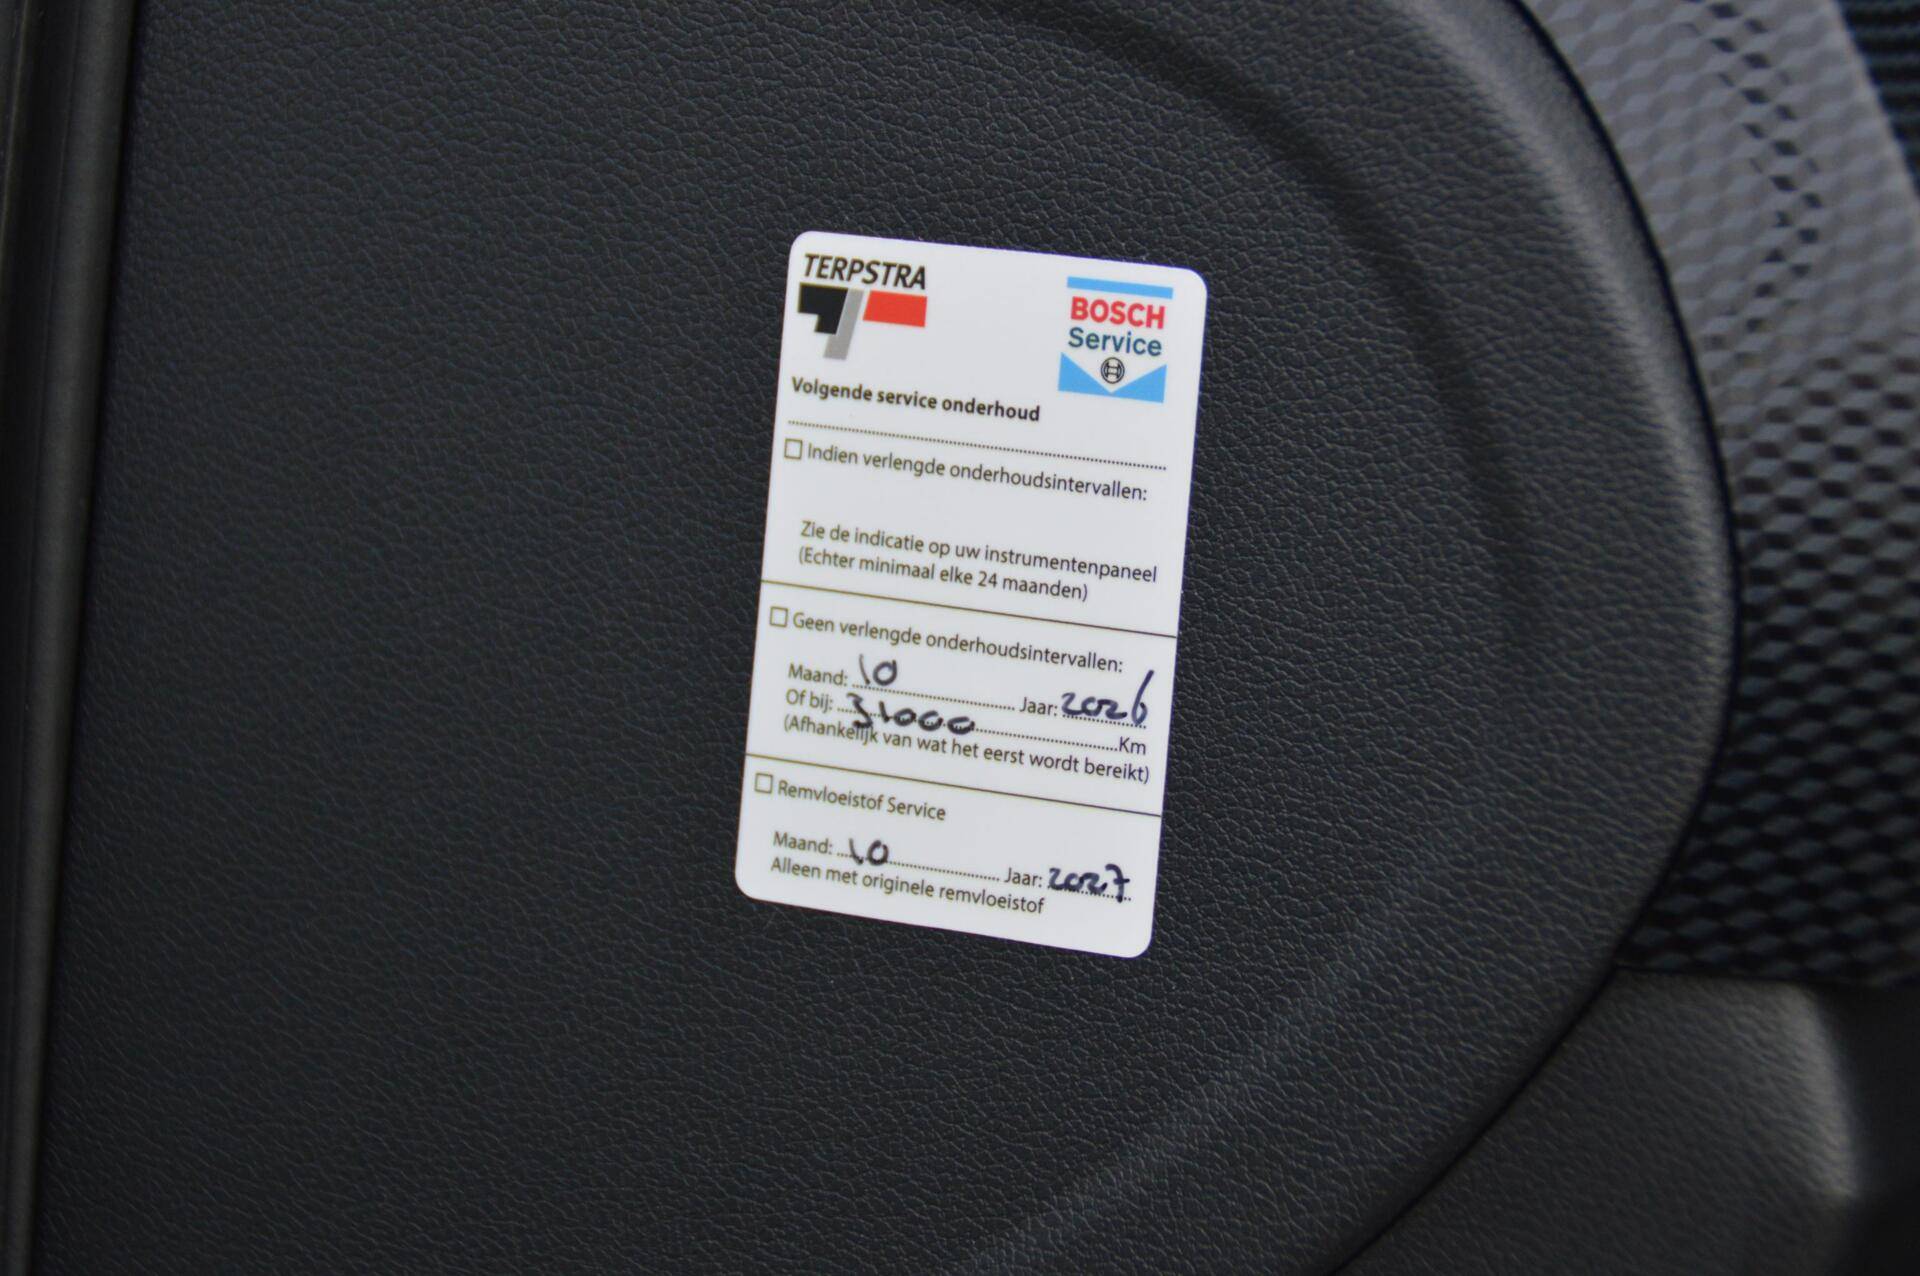 TERPSTRA
BOSCH
Service
Volgende service onderhoud
Indien verlengde onderhoudsintervallen:
Zie de indicatie op uw instrumentenpaneel
(Echter minimaal elke 24 maanden)
Geen verlengde onderhoudsintervallen:
Maand: 10 Jaar: 2026
Of bij: 31000 Km
(Afhankelijk van wat het eerst wordt bereikt)
Remvloeistof Service
Maand: 10 Jaar: 2027
Alleen met originele remvloeistof